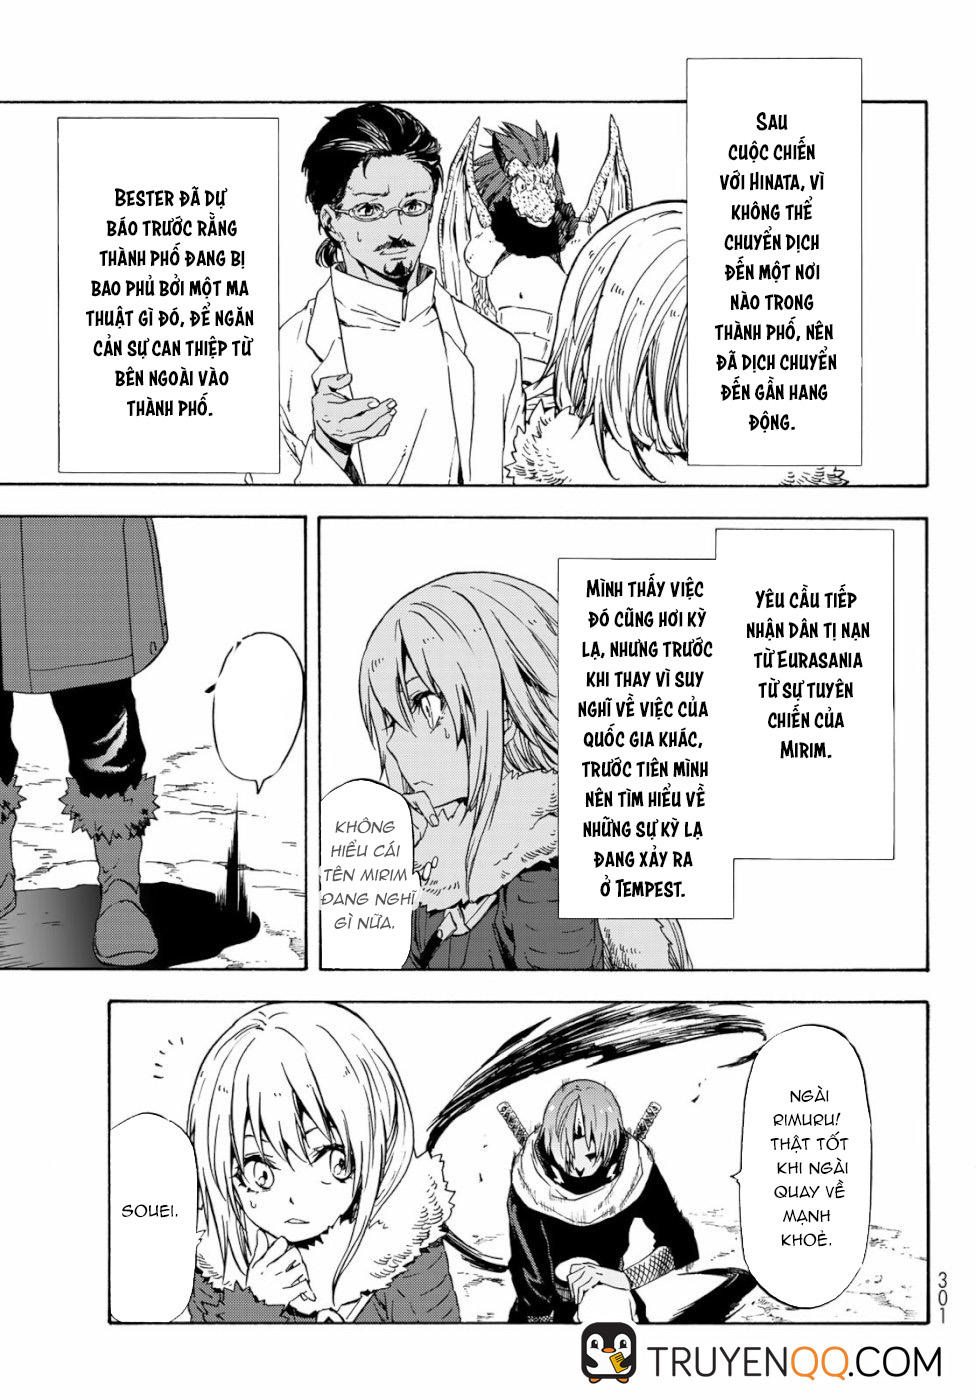 SAU
CUỘC CHIẾN
VỚI HINATA, VÌ
KHÔNG THỂ
CHUYỂN DỊCH
ĐẾN MỘT NƠI
NÀO TRONG
THÀNH PHỐ, NÊN
ĐÃ DỊCH CHUYỂN
ĐẾN GẦN HANG
ĐỘNG.
BESTER ĐÃ DỰ
BÁO TRƯỚC RẰNG
THÀNH PHỐ ĐANG BỊ
BAO PHỦ BỞI MỘT MA
THUẬT GÌ ĐÓ, ĐỂ NGĂN
CẢN SỰ CAN THIỆP TỪ
BÊN NGOÀI VÀO
THÀNH PHỐ.
YÊU CẦU TIẾP
NHẬN DÂN TỊ NẠN
TỪ EURASANIA
TỪ SỰ TUYÊN
CHIẾN CỦA
MIRIM.
MÌNH THẤY VIỆC
ĐÓ CŨNG HƠI KỲ
LẠ, NHƯNG TRƯỚC
KHI THAY VÌ SUY
NGHĨ VỀ VIỆC CỦA
QUỐC GIA KHÁC,
TRƯỚC TIÊN MÌNH
NÊN TÌM HIỂU VỀ
NHỮNG SỰ KỲ LẠ
ĐANG XẢY RA
Ở TEMPEST.
KHÔNG
HIỂU CÁI
TÊN MIRIM
ĐANG NGHĨ
GÌ NỮA.
NGÀI
RIMURU!
THẬT TỐT
KHI NGÀI
QUAY VỀ
MẠNH
KHOẺ.
SOUEI.
301
TRUYENQQ.COM